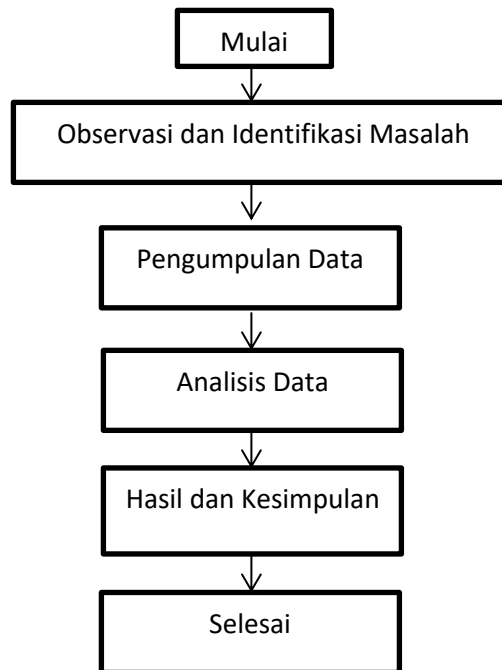 Mulai
Observasi dan Identifikasi Masalah
Pengumpulan Data
Analisis Data
Hasil dan Kesimpulan
Selesai